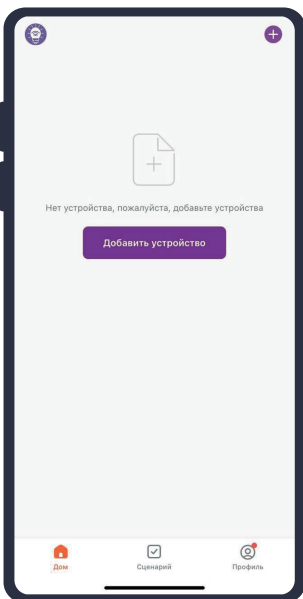 Нет устройства, пожалуйста, добавьте устройства
Добавить устройство
Дом
Сценарий
Профиль